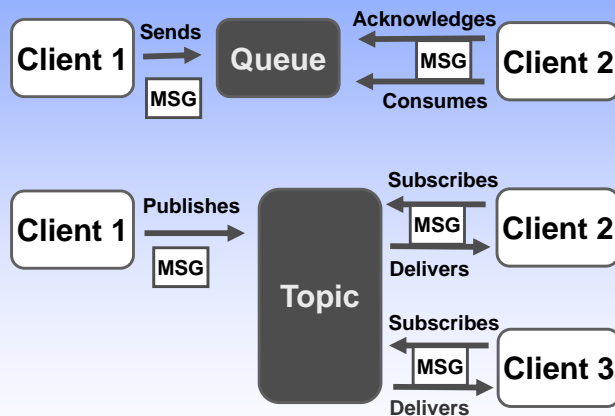 Sends
Acknowledges
Client 1
Queue
MSG
Client 2
MSG
Consumes
Publishes
Subscribes
Client 1
MSG
Client 2
MSG
Delivers
Topic
Subscribes
MSG
Client 3
Delivers